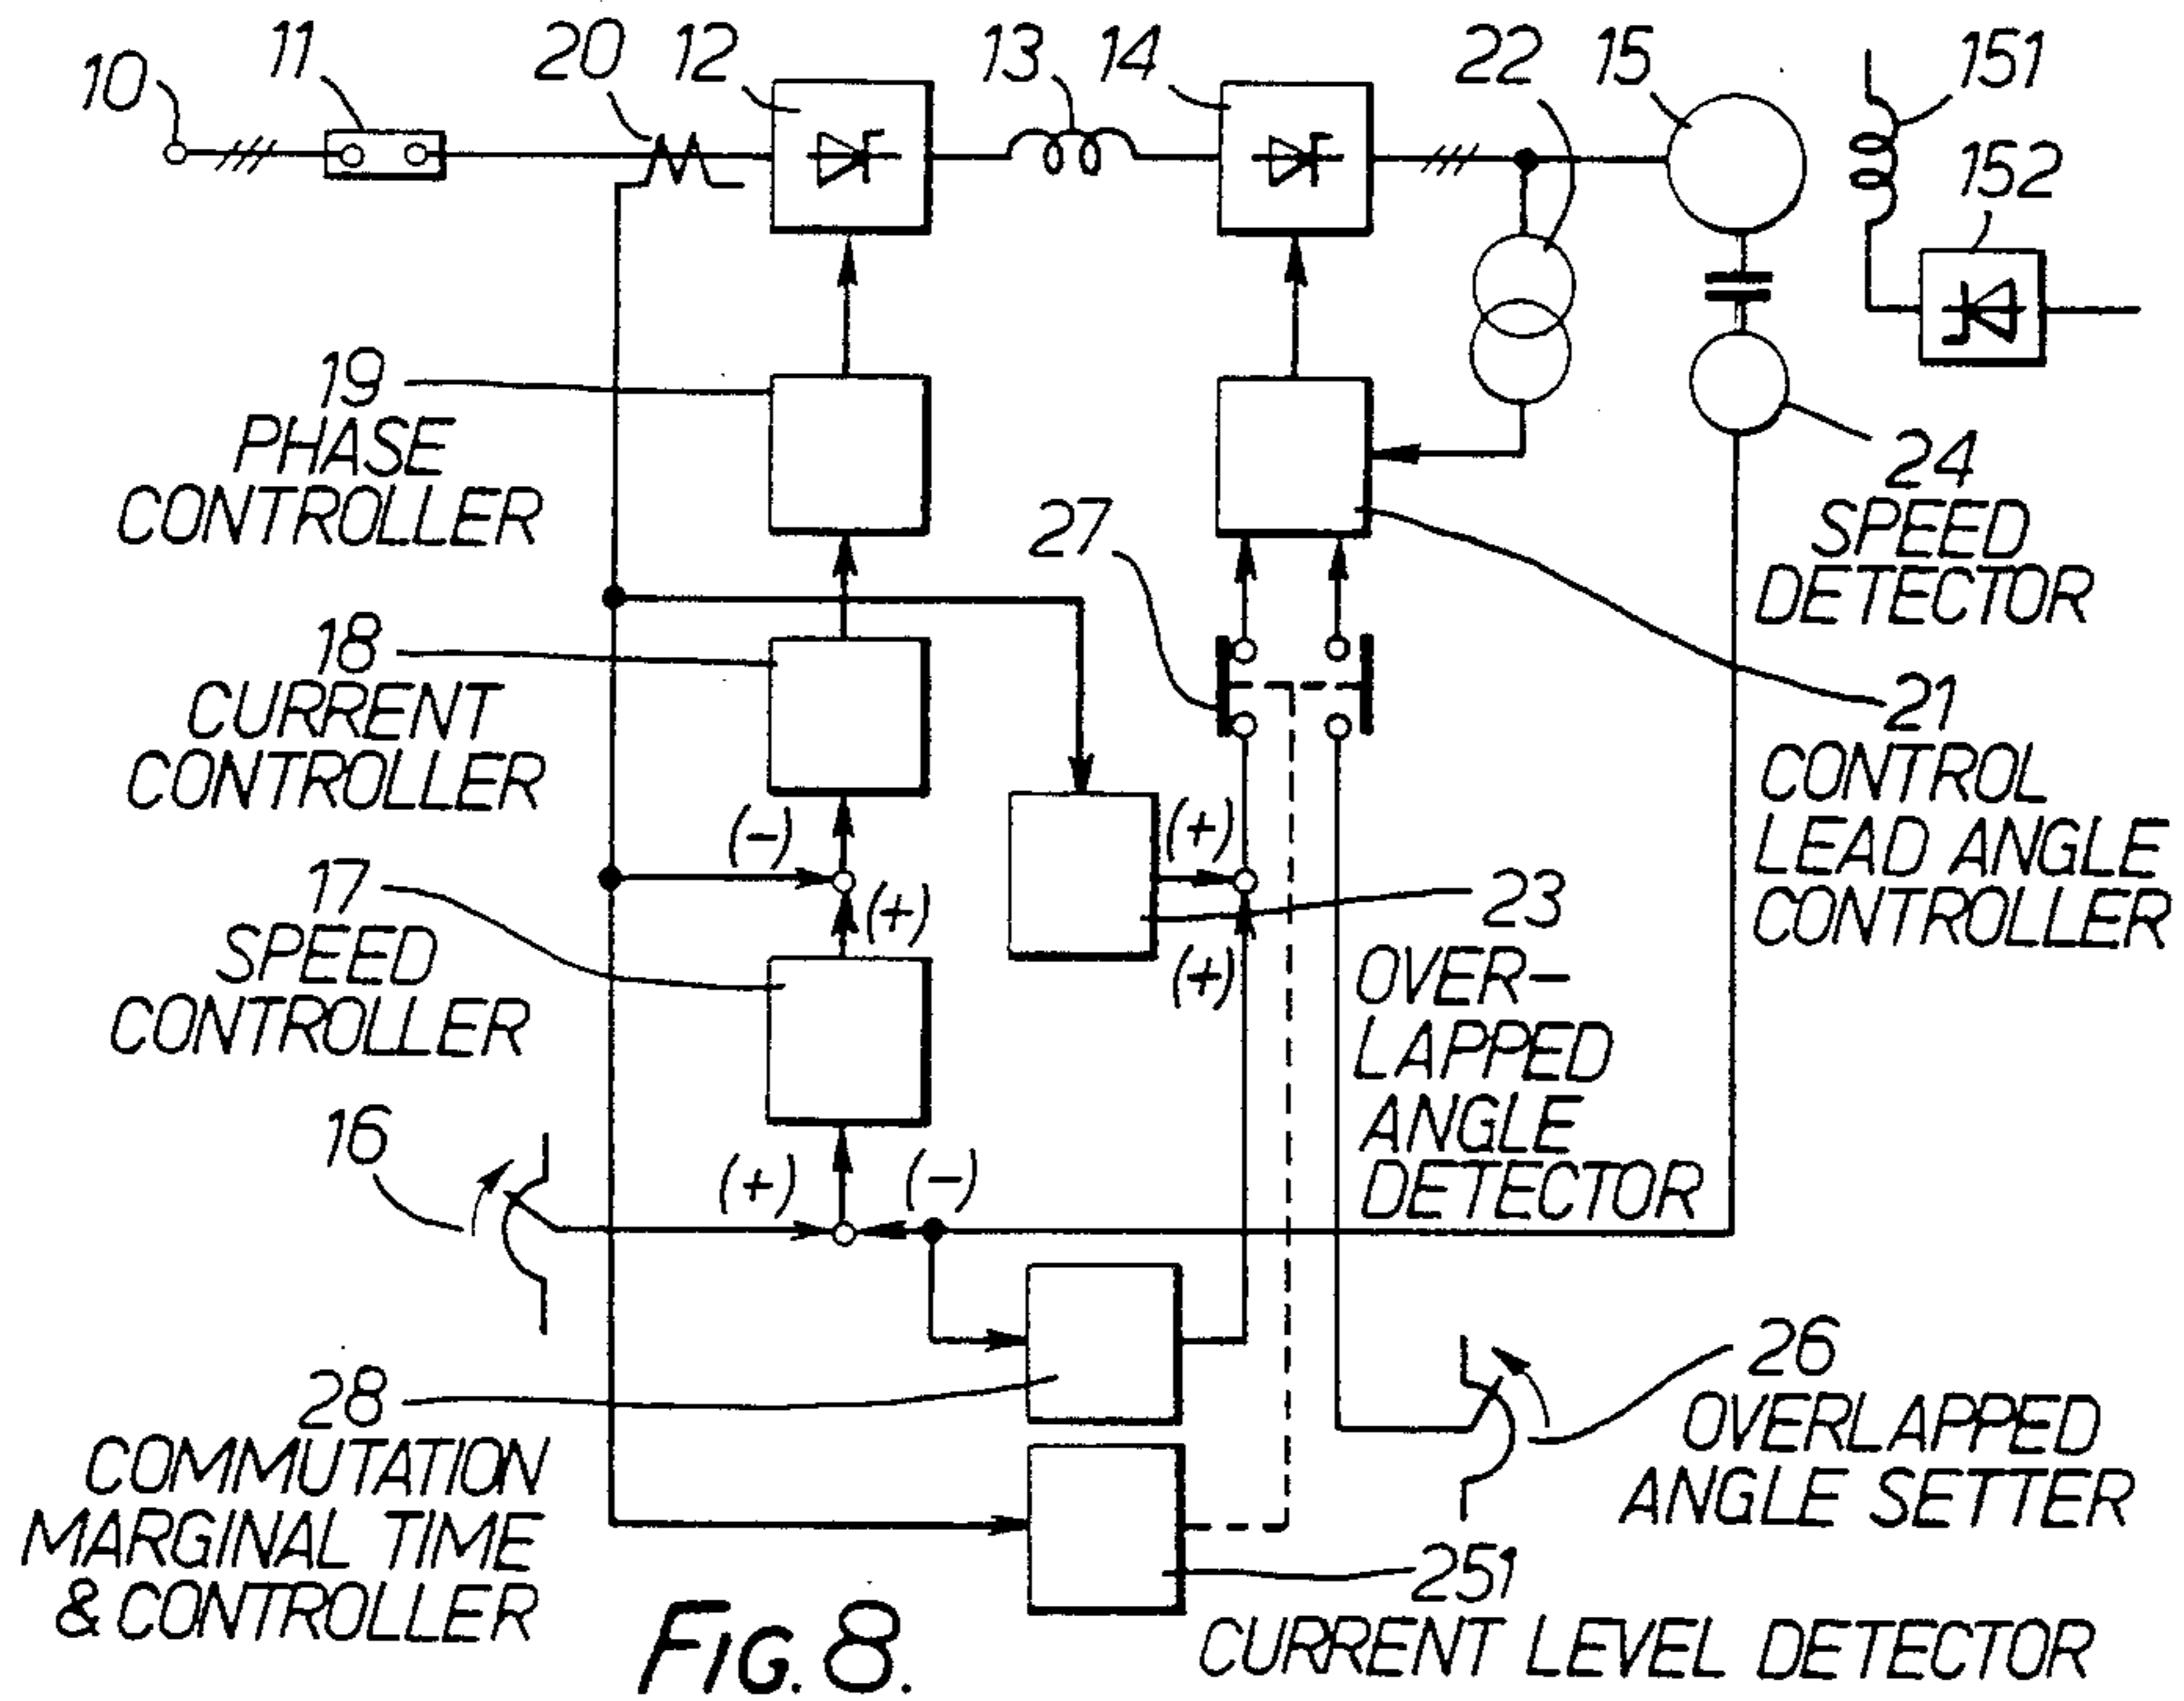 10
11
20
12
13
14
22
15
151
152
19
PHASE
CONTROLLER
24
SPEED
DETECTOR
27
18
CURRENT
CONTROLLER
21
CONTROL
LEAD ANGLE
CONTROLLER
(-)
(+)
(+)
(+)
17
SPEED
CONTROLLER
23
OVER-
LAPPED
ANGLE
DETECTOR
16
(+)
(-)
28
COMMUTATION
MARGINAL TIME
& CONTROLLER
26
OVERLAPPED
ANGLE SETTER
251
CURRENT LEVEL DETECTOR
FIG. 8.